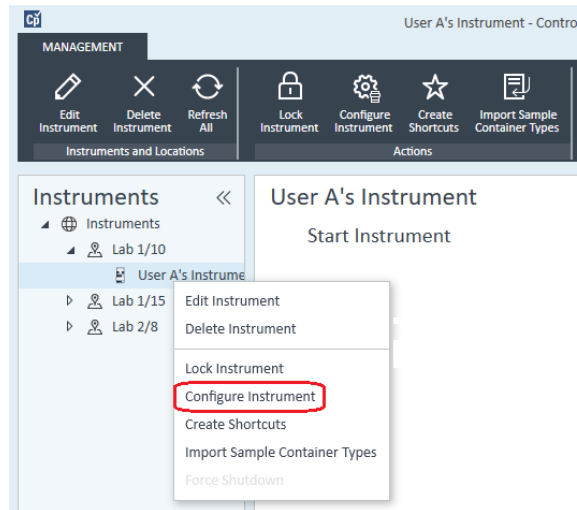 Cp
User A's Instrument - Contro
MANAGEMENT
Edit Instrument
Delete Instrument
Refresh All
Lock Instrument
Configure Instrument
Create Shortcuts
Import Sample Container Types
Instruments and Locations
Actions
Instruments
Instruments
Lab 1/10
User A's Instrume
Lab 1/15
Lab 2/8
User A's Instrument
Start Instrument
Edit Instrument
Delete Instrument
Lock Instrument
Configure Instrument
Create Shortcuts
Import Sample Container Types
Force Shutdown